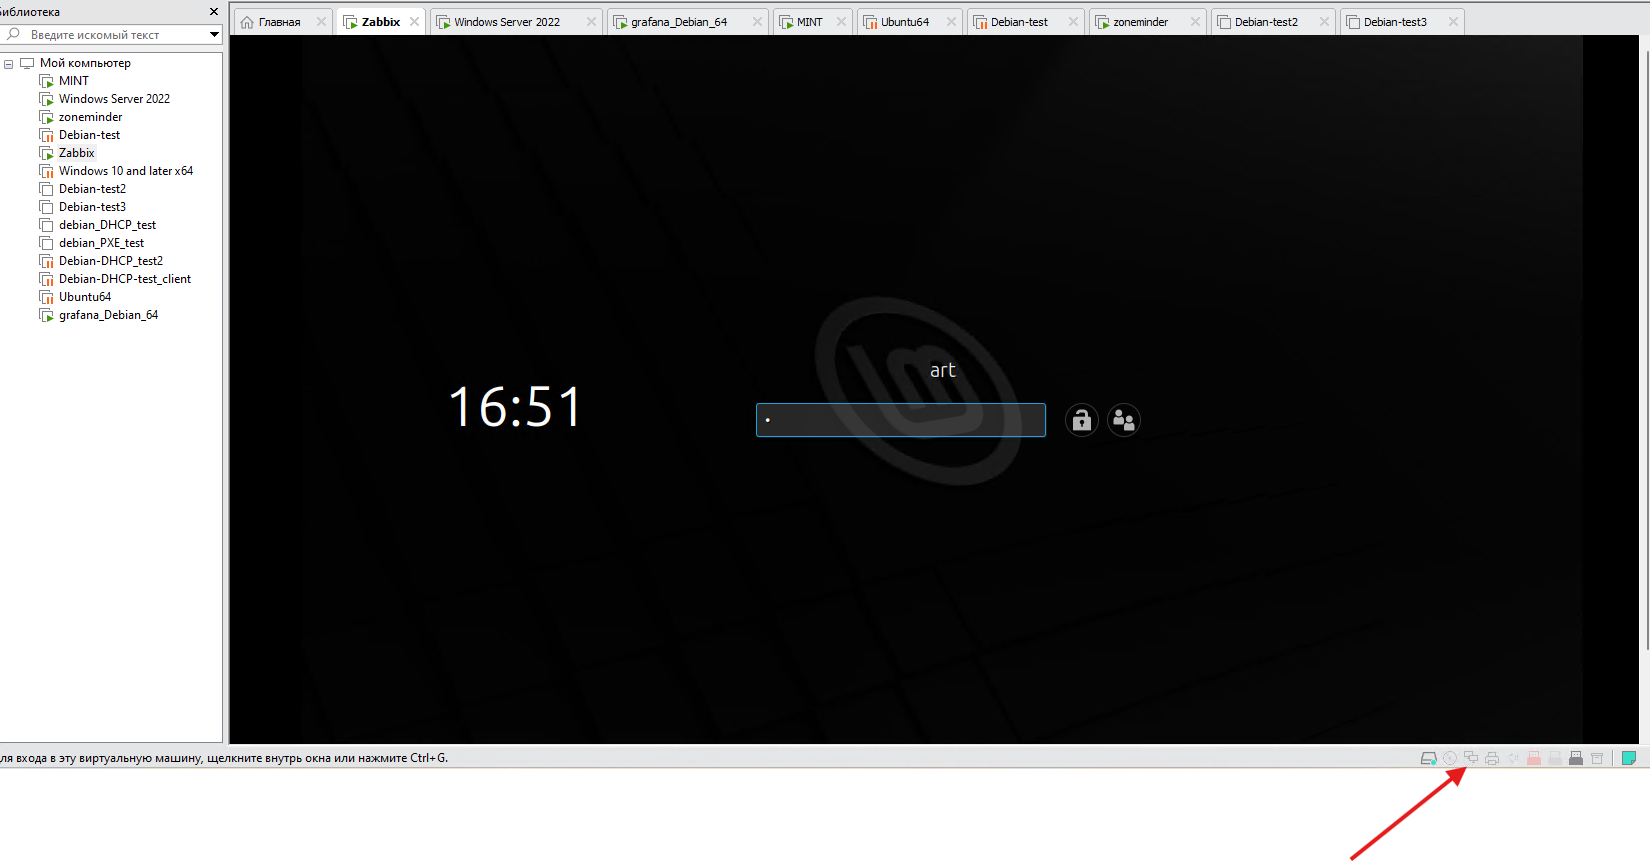 Библиотека
Введите искомый текст
Мой компьютер
MINT
Windows Server 2022
zoneminder
Debian-test
Zabbix
Windows 10 and later x64
Debian-test2
Debian-test3
debian_DHCP_test
debian_PXE_test
Debian-DHCP_test2
Debian-DHCP-test_client
Ubuntu64
grafana_Debian_64
Главная
Zabbix
Windows Server 2022
grafana_Debian_64
MINT
Ubuntu64
Debian-test
zoneminder
Debian-test2
Debian-test3
16:51
art
ля входа в эту виртуальную машину, щелкните внутрь окна или нажмите Ctrl+G.